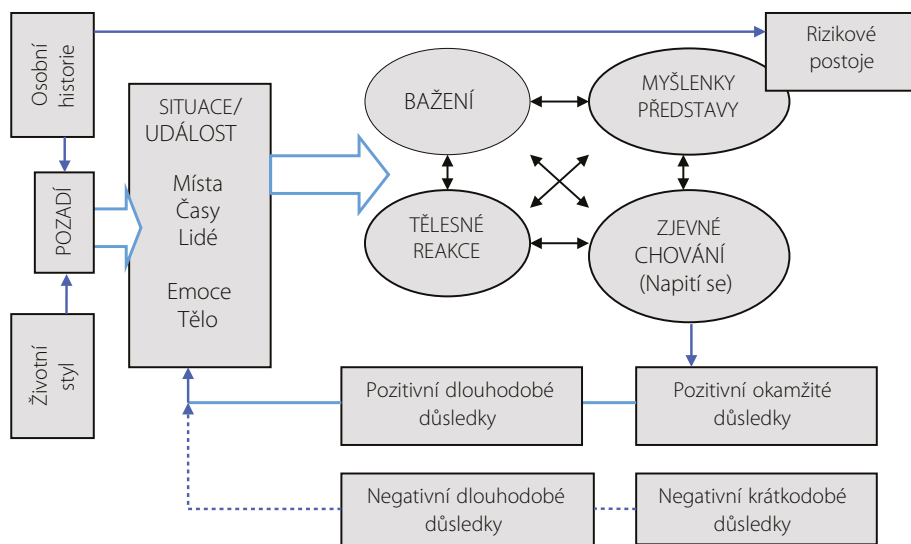 Osobní
historie
Rizikové
postoje
POZADÍ
Životní
styl
SITUACE/
UDÁLOST
Místa
Časy
Lidé
Emoce
Tělo
BAŽENÍ
MYŠLENKY
PŘEDSTAVY
TĚLESNÉ
REAKCE
ZJEVNÉ
CHOVÁNÍ
(Napití se)
Pozitivní dlouhodobé
důsledky
Pozitivní okamžité
důsledky
Negativní dlouhodobé
důsledky
Negativní krátkodobé
důsledky